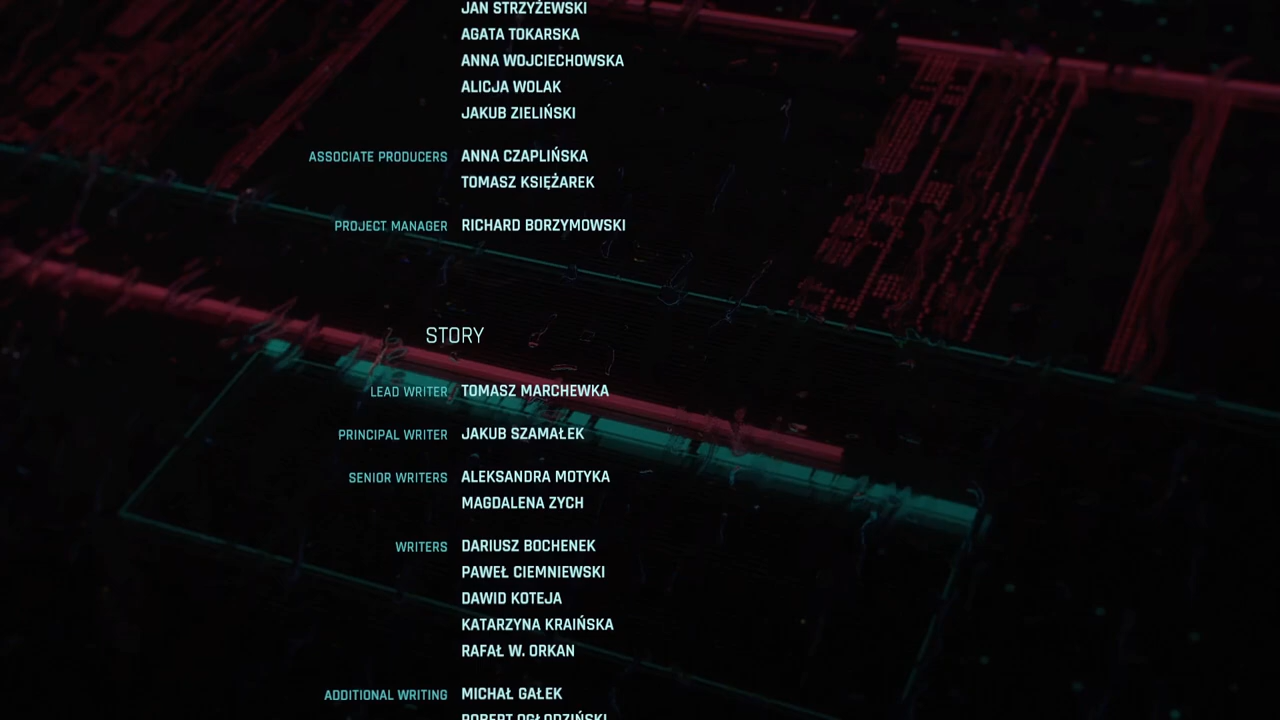 JAN STRZYŻEWSKI
AGATA TOKARSKA
ANNA WOJCIECHOWSKA
ALICJA WOLAK
JAKUB ZIELIŃSKI
ASSOCIATE PRODUCERS ANNA CZAPLIŃSKA
TOMASZ KSIĘŻAREK
PROJECT MANAGER RICHARD BORZYMOWSKI
STORY
LEAD WRITER TOMASZ MARCHEWKA
PRINCIPAL WRITER JAKUB SZAMAŁEK
SENIOR WRITERS ALEKSANDRA MOTYKA
MAGDALENA ZYCH
WRITERS DARIUSZ BOCHENEK
PAWEŁ CIEMNIEWSKI
DAWID KOTEJA
KATARZYNA KRAIŃSKA
RAFAŁ W. ORKAN
ADDITIONAL WRITING MICHAŁ GAŁEK
ROBERT OGŁODZIŃSKI